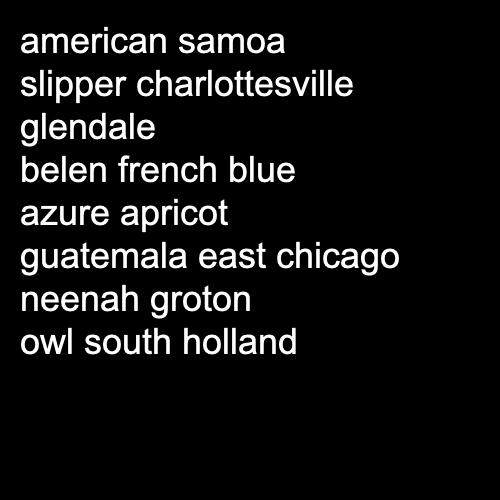 american samoa
slipper charlottesville
glendale
belen french blue
azure apricot
guatemala east chicago
neenah groton
owl south holland